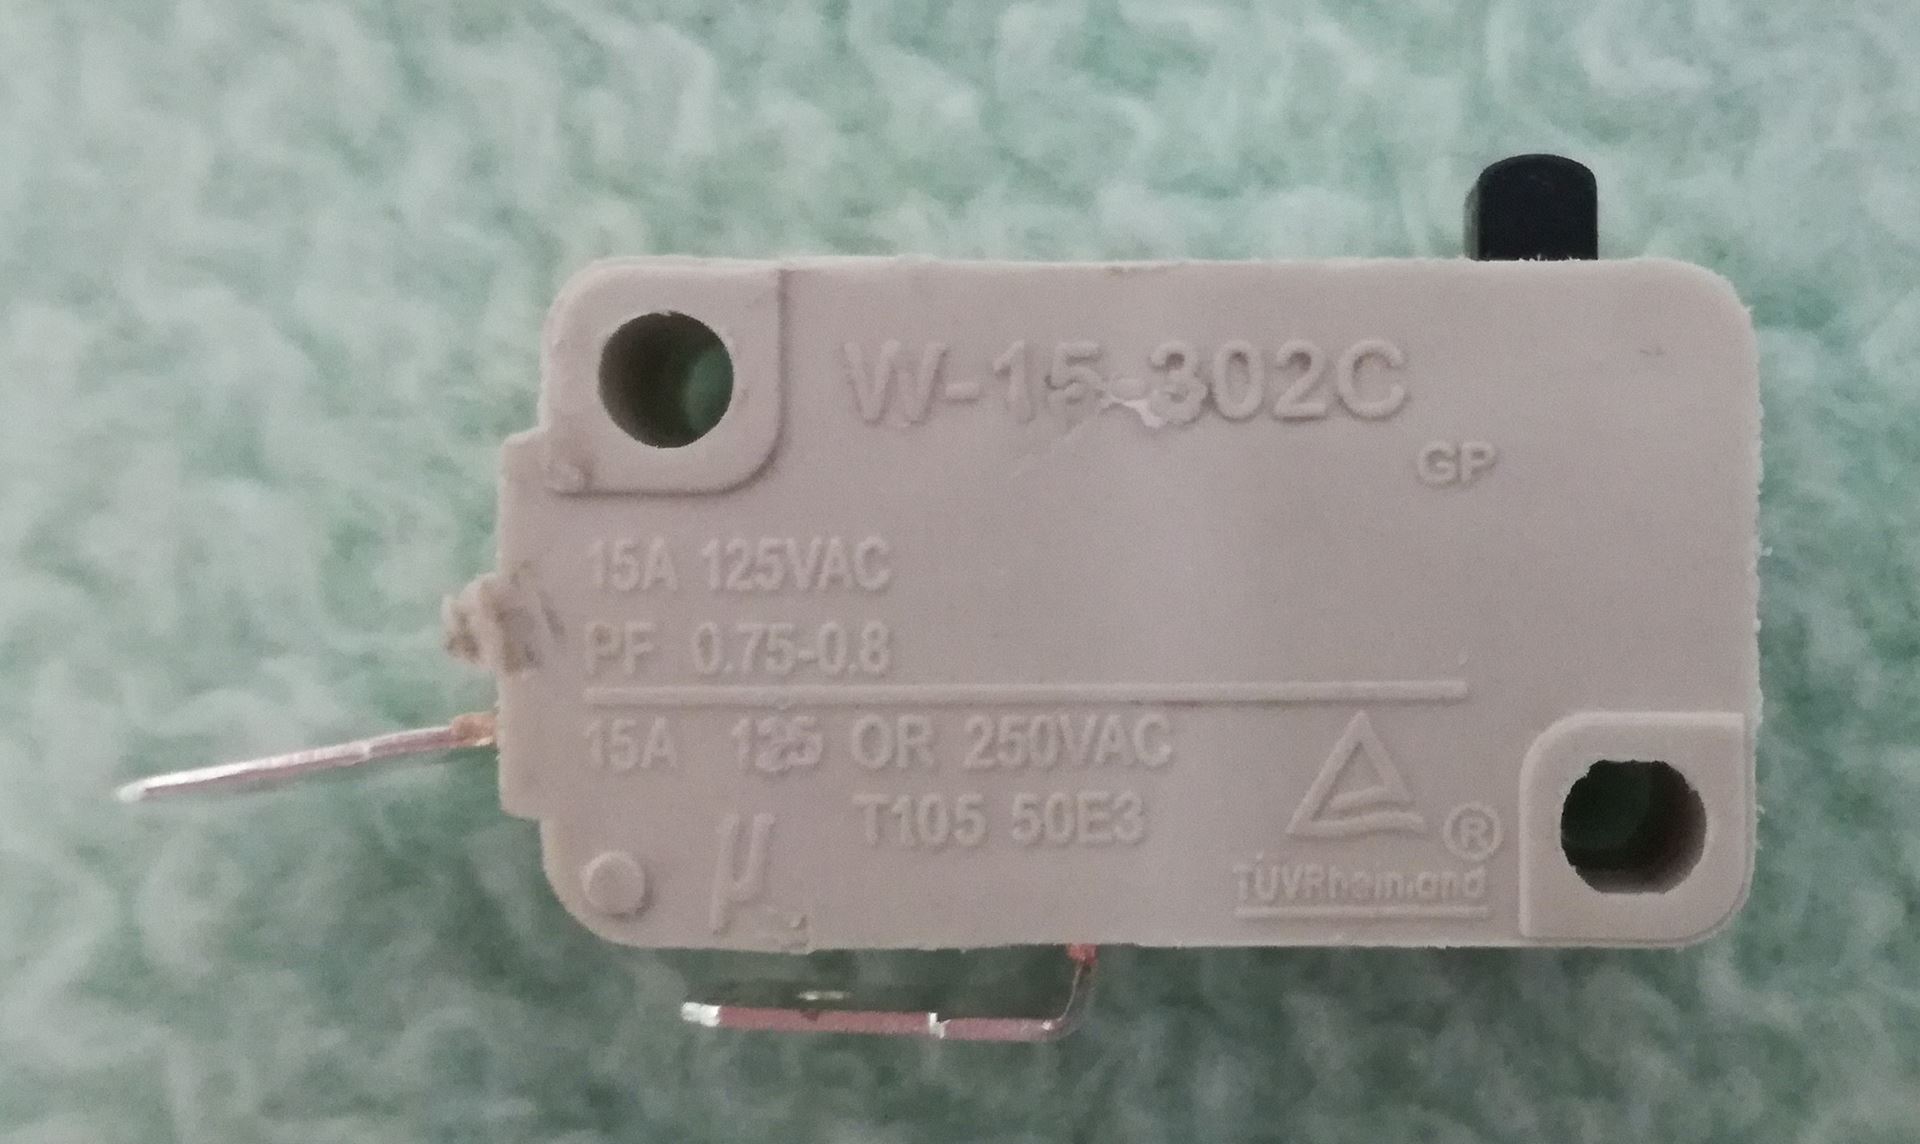 W-15-302C
GP
15A 125VAC
PF 0.75-0.8
15A 125 OR 250VAC
T105 50E3
µ
®
TÜVRheinland